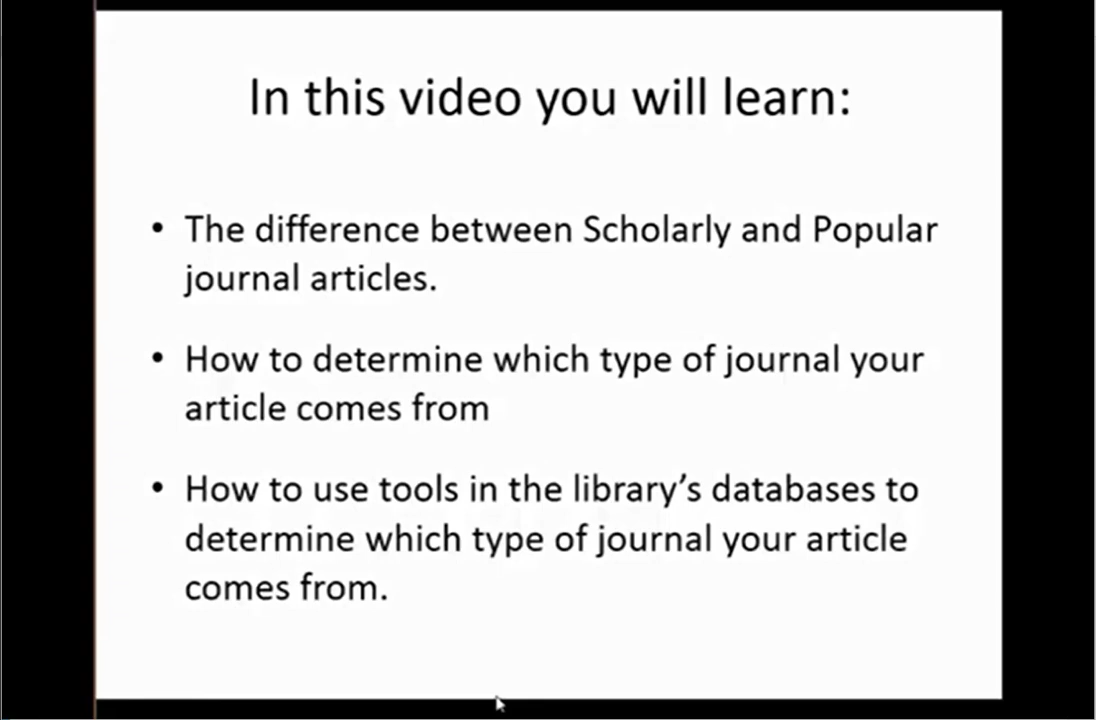 In this video you will learn:
• The difference between Scholarly and Popular
journal articles.
• How to determine which type of journal your
article comes from
• How to use tools in the library’s databases to
determine which type of journal your article
comes from.